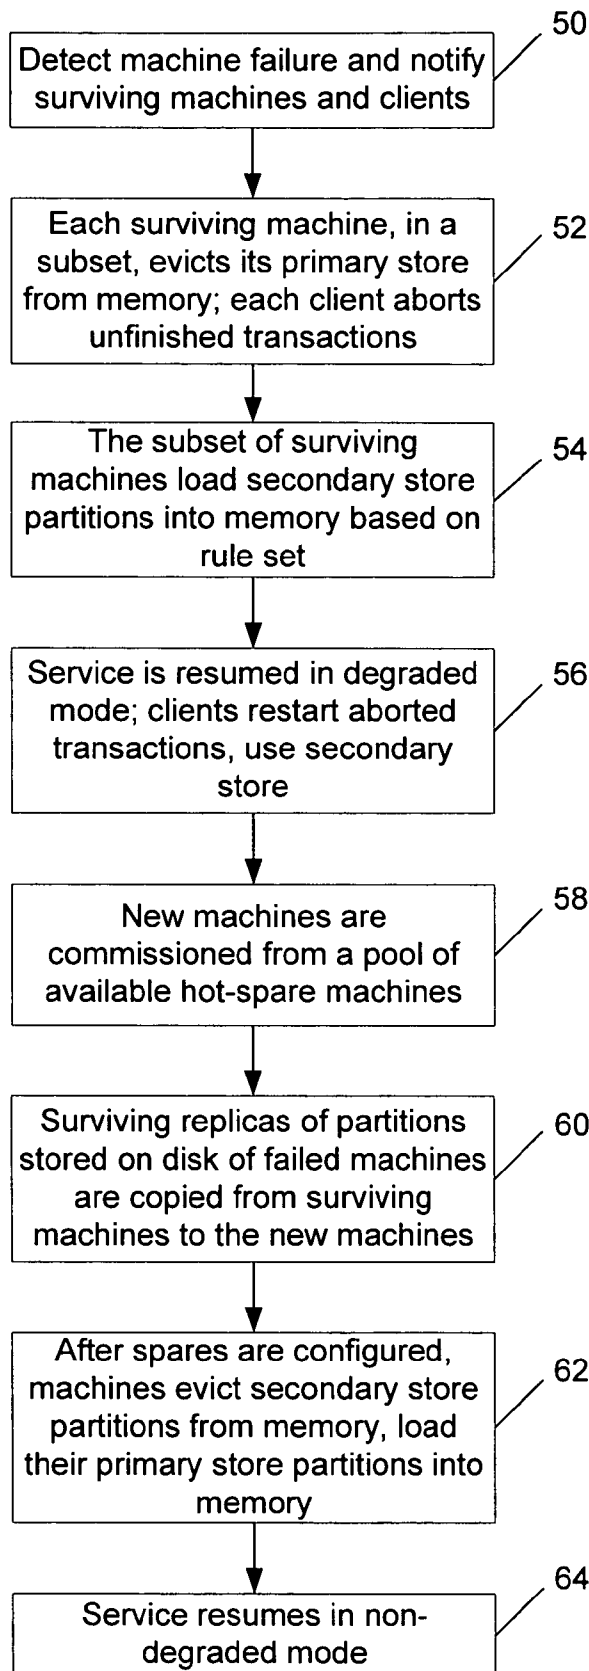 50
Detect machine failure and notify
surviving machines and clients
52
Each surviving machine, in a
subset, evicts its primary store
from memory; each client aborts
unfinished transactions
54
The subset of surviving
machines load secondary store
partitions into memory based on
rule set
56
Service is resumed in degraded
mode; clients restart aborted
transactions, use secondary
store
58
New machines are
commissioned from a pool of
available hot-spare machines
60
Surviving replicas of partitions
stored on disk of failed machines
are copied from surviving
machines to the new machines
62
After spares are configured,
machines evict secondary store
partitions from memory, load
their primary store partitions into
memory
64
Service resumes in non-
degraded mode